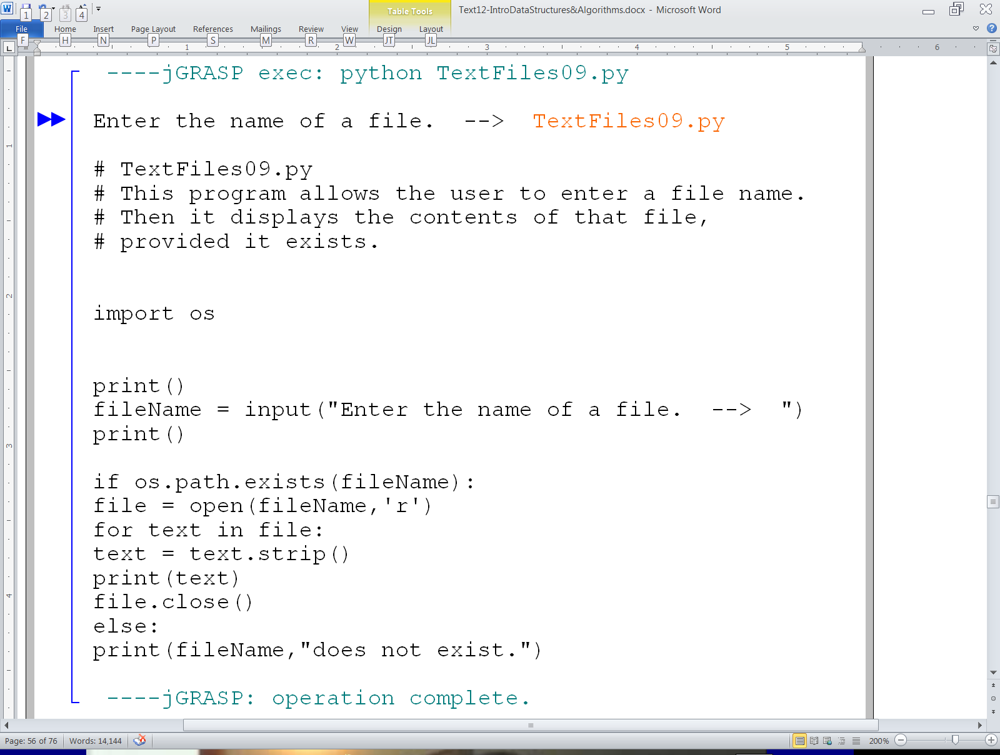 1 2 3 4
Table Tools
Text12-IntroDataStructures&Algorithms.docx - Microsoft Word
File Home Insert Page Layout References Mailings Review View Design Layout
F H N P S M R W JT JL
L 1 2 3 4 5 6
----jGRASP exec: python TextFiles09.py
Enter the name of a file.  -->  TextFiles09.py
# TextFiles09.py
# This program allows the user to enter a file name.
# Then it displays the contents of that file,
# provided it exists.
import os
print()
fileName = input("Enter the name of a file.  -->  ")
print()
if os.path.exists(fileName):
file = open(fileName,'r')
for text in file:
text = text.strip()
print(text)
file.close()
else:
print(fileName,"does not exist.")
----jGRASP: operation complete.
1
2
3
4
Page: 56 of 76 Words: 14,144 200%